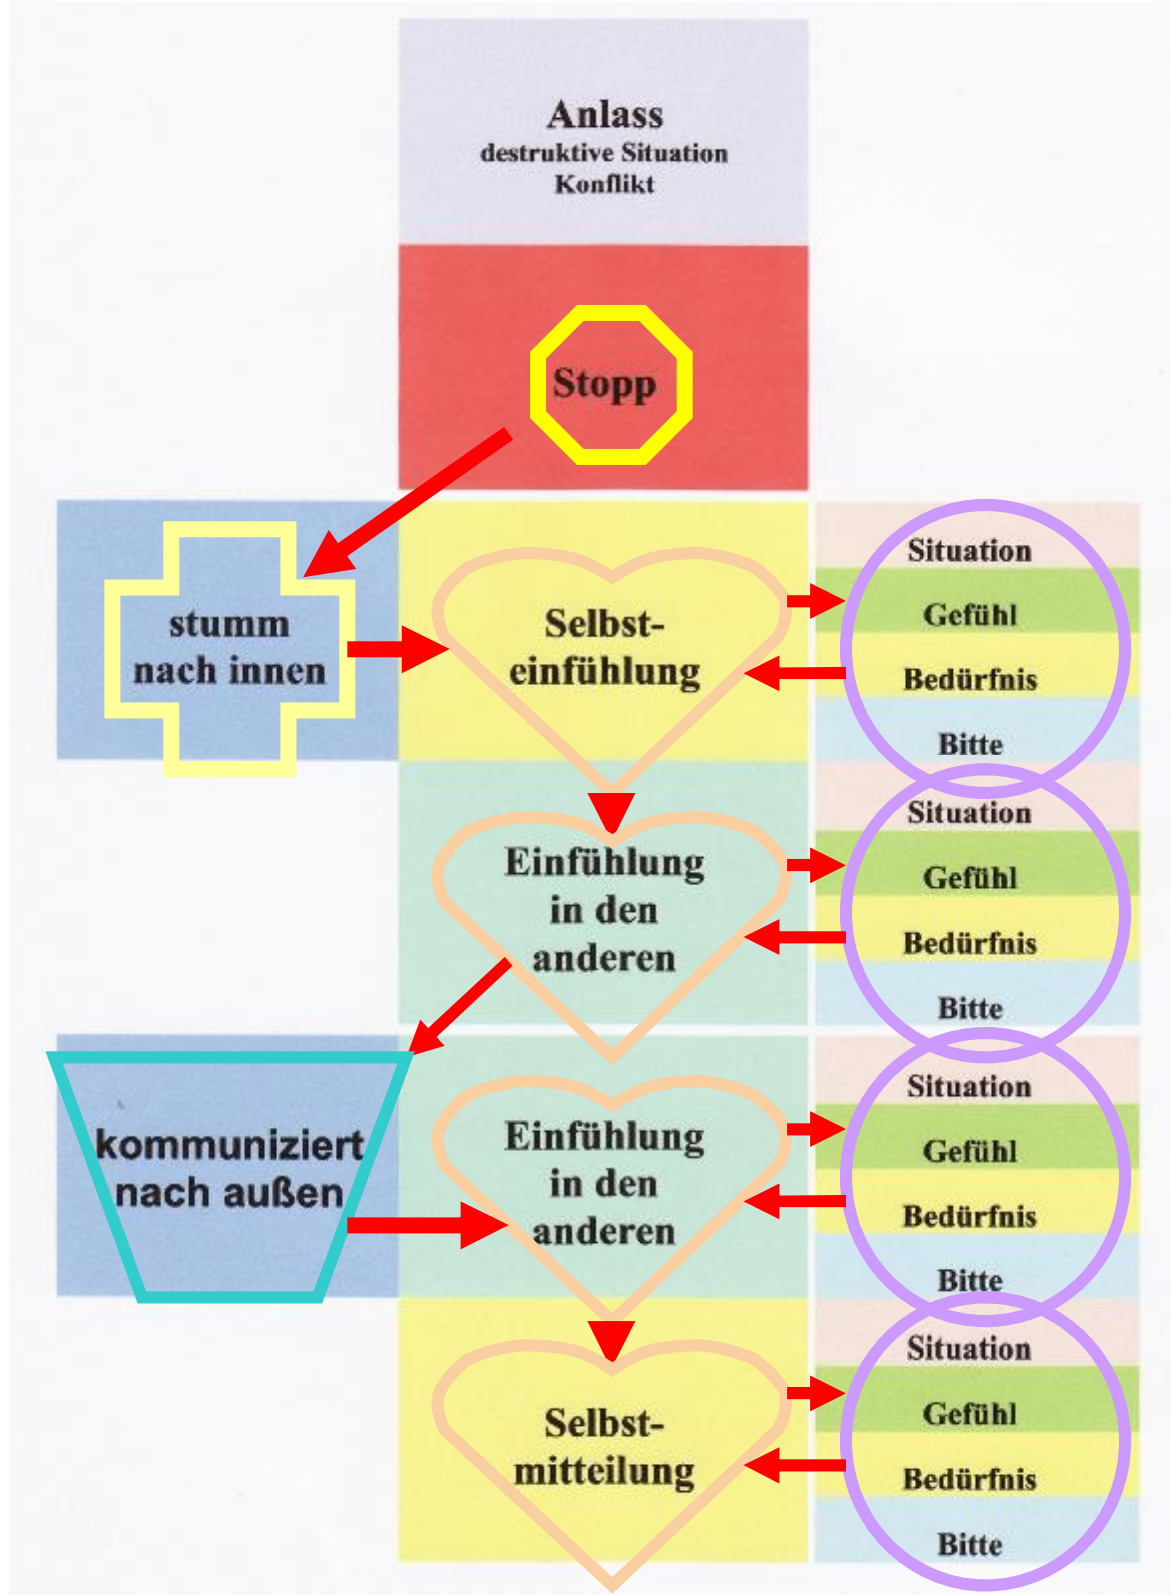 Anlass
destruktive Situation
Konflikt
Stopp
stumm
nach innen
Selbst-
einfühlung
Situation
Gefühl
Bedürfnis
Bitte
Einfühlung
in den
anderen
Situation
Gefühl
Bedürfnis
Bitte
kommuniziert
nach außen
Einfühlung
in den
anderen
Situation
Gefühl
Bedürfnis
Bitte
Selbst-
mitteilung
Situation
Gefühl
Bedürfnis
Bitte